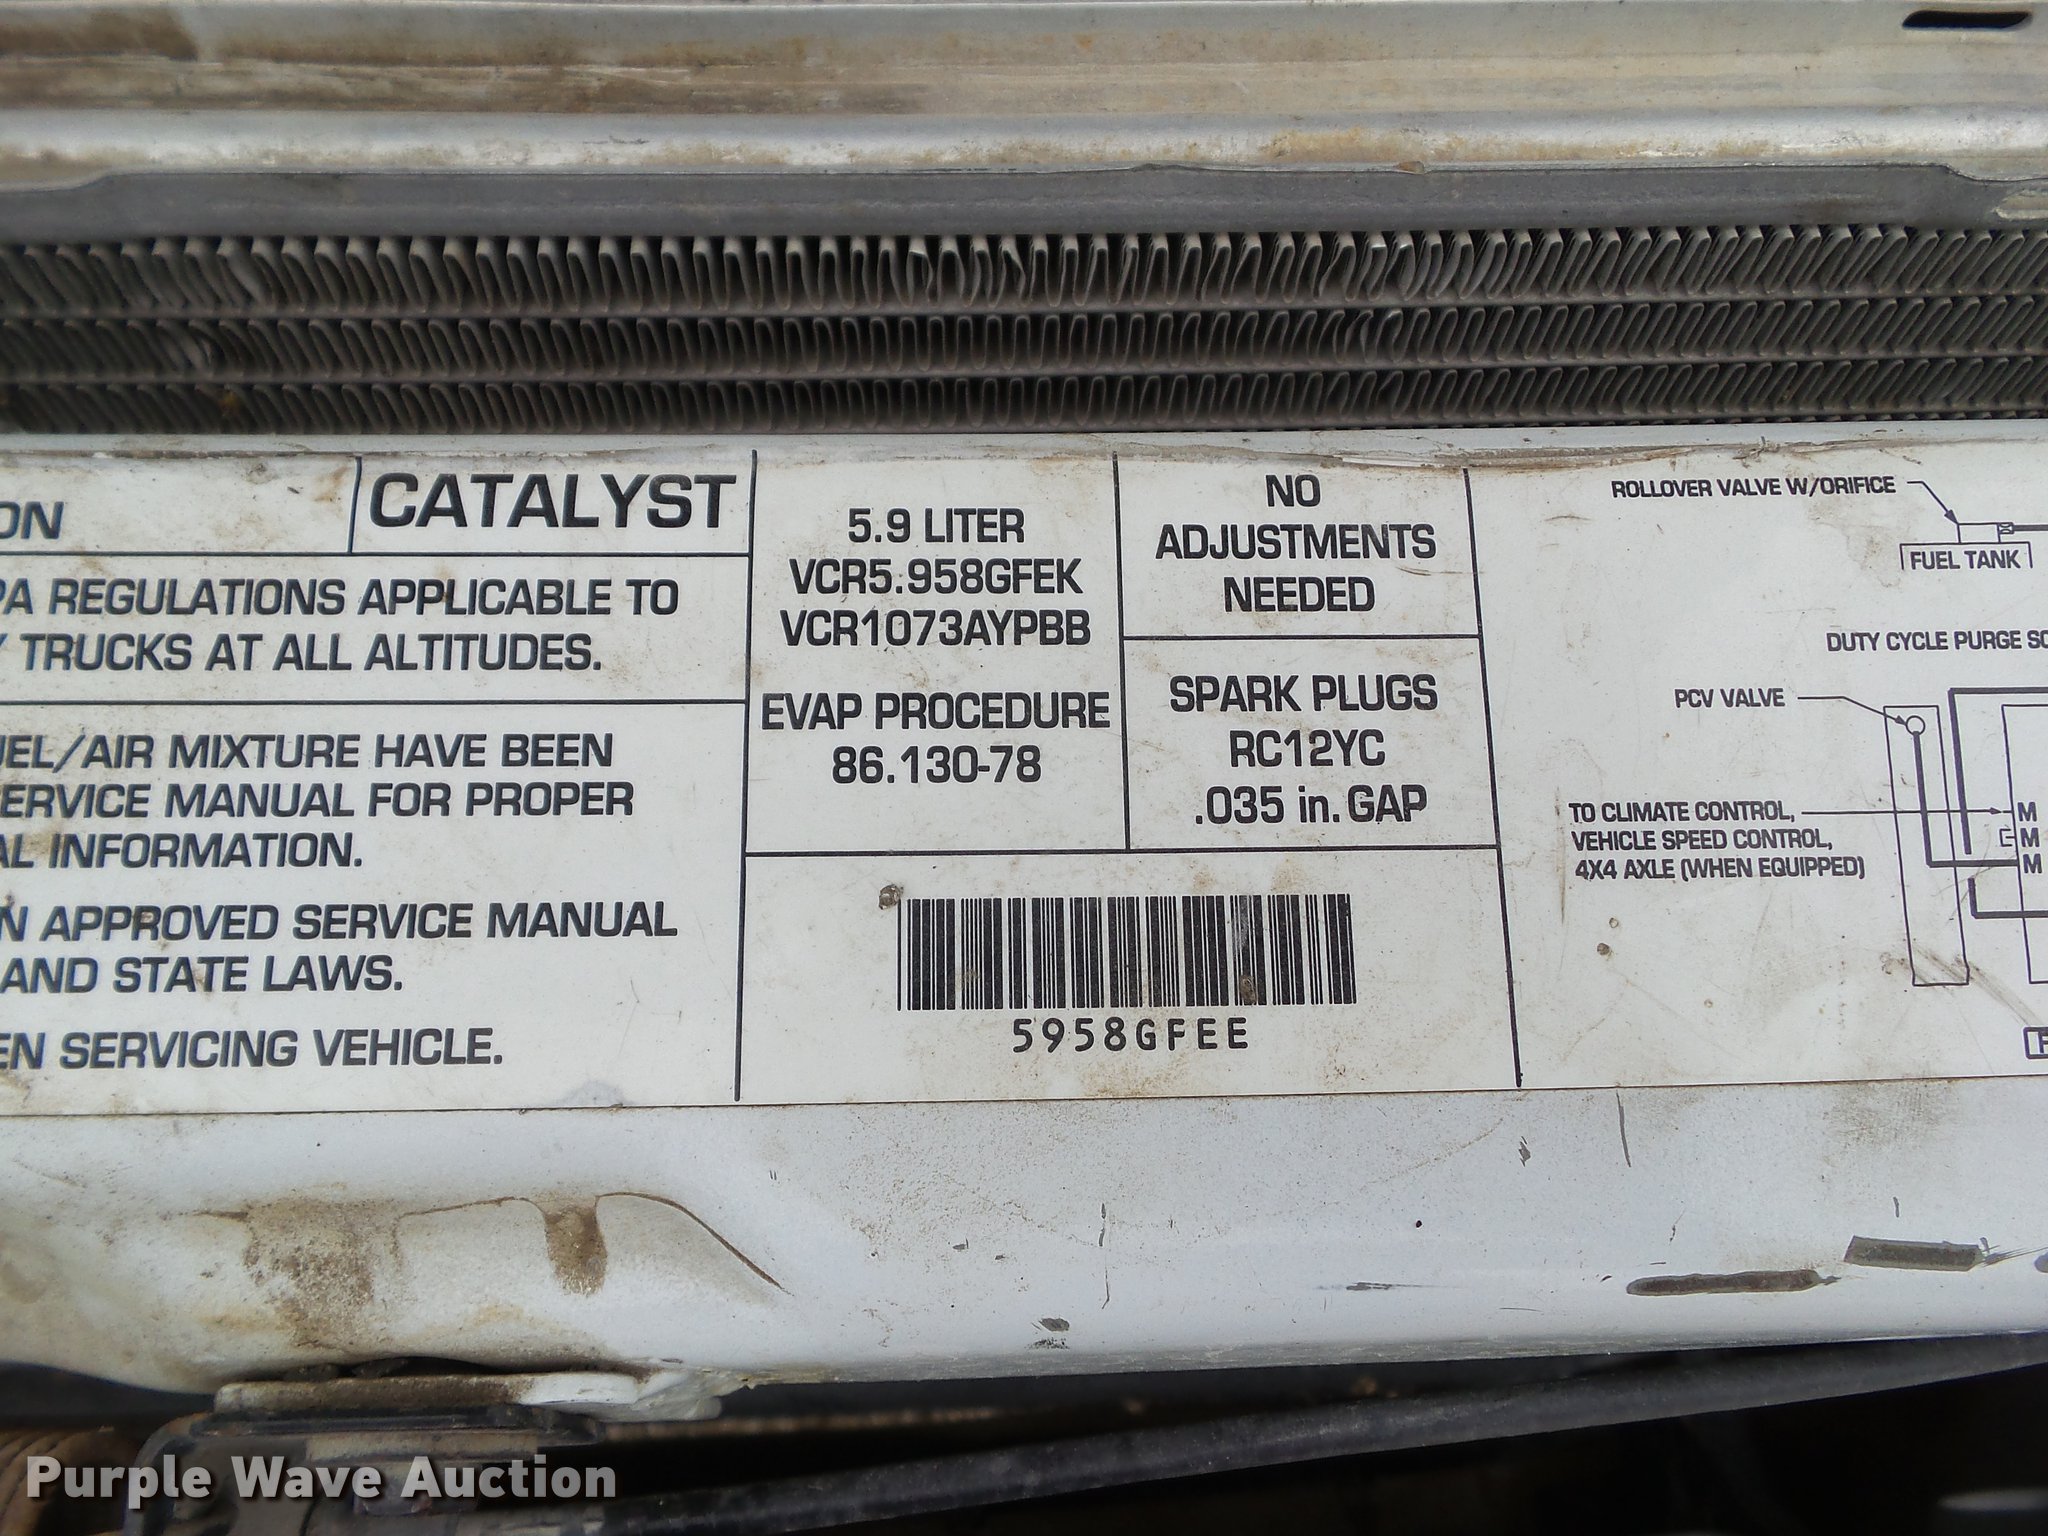 ON
CATALYST
PA REGULATIONS APPLICABLE TO
Y TRUCKS AT ALL ALTITUDES.
UEL/AIR MIXTURE HAVE BEEN
SERVICE MANUAL FOR PROPER
AL INFORMATION.
N APPROVED SERVICE MANUAL
AND STATE LAWS.
EN SERVICING VEHICLE.
5.9 LITER
VCR5.958GFEK
VCR1073AYPBB
EVAP PROCEDURE
86.130-78
NO
ADJUSTMENTS
NEEDED
SPARK PLUGS
RC12YC
.035 in. GAP
5958GFEE
ROLLOVER VALVE W/ORIFICE
FUEL TANK
DUTY CYCLE PURGE SO
PCV VALVE
TO CLIMATE CONTROL,
VEHICLE SPEED CONTROL,
4X4 AXLE (WHEN EQUIPPED)
M
M
M
F
Purple Wave Auction